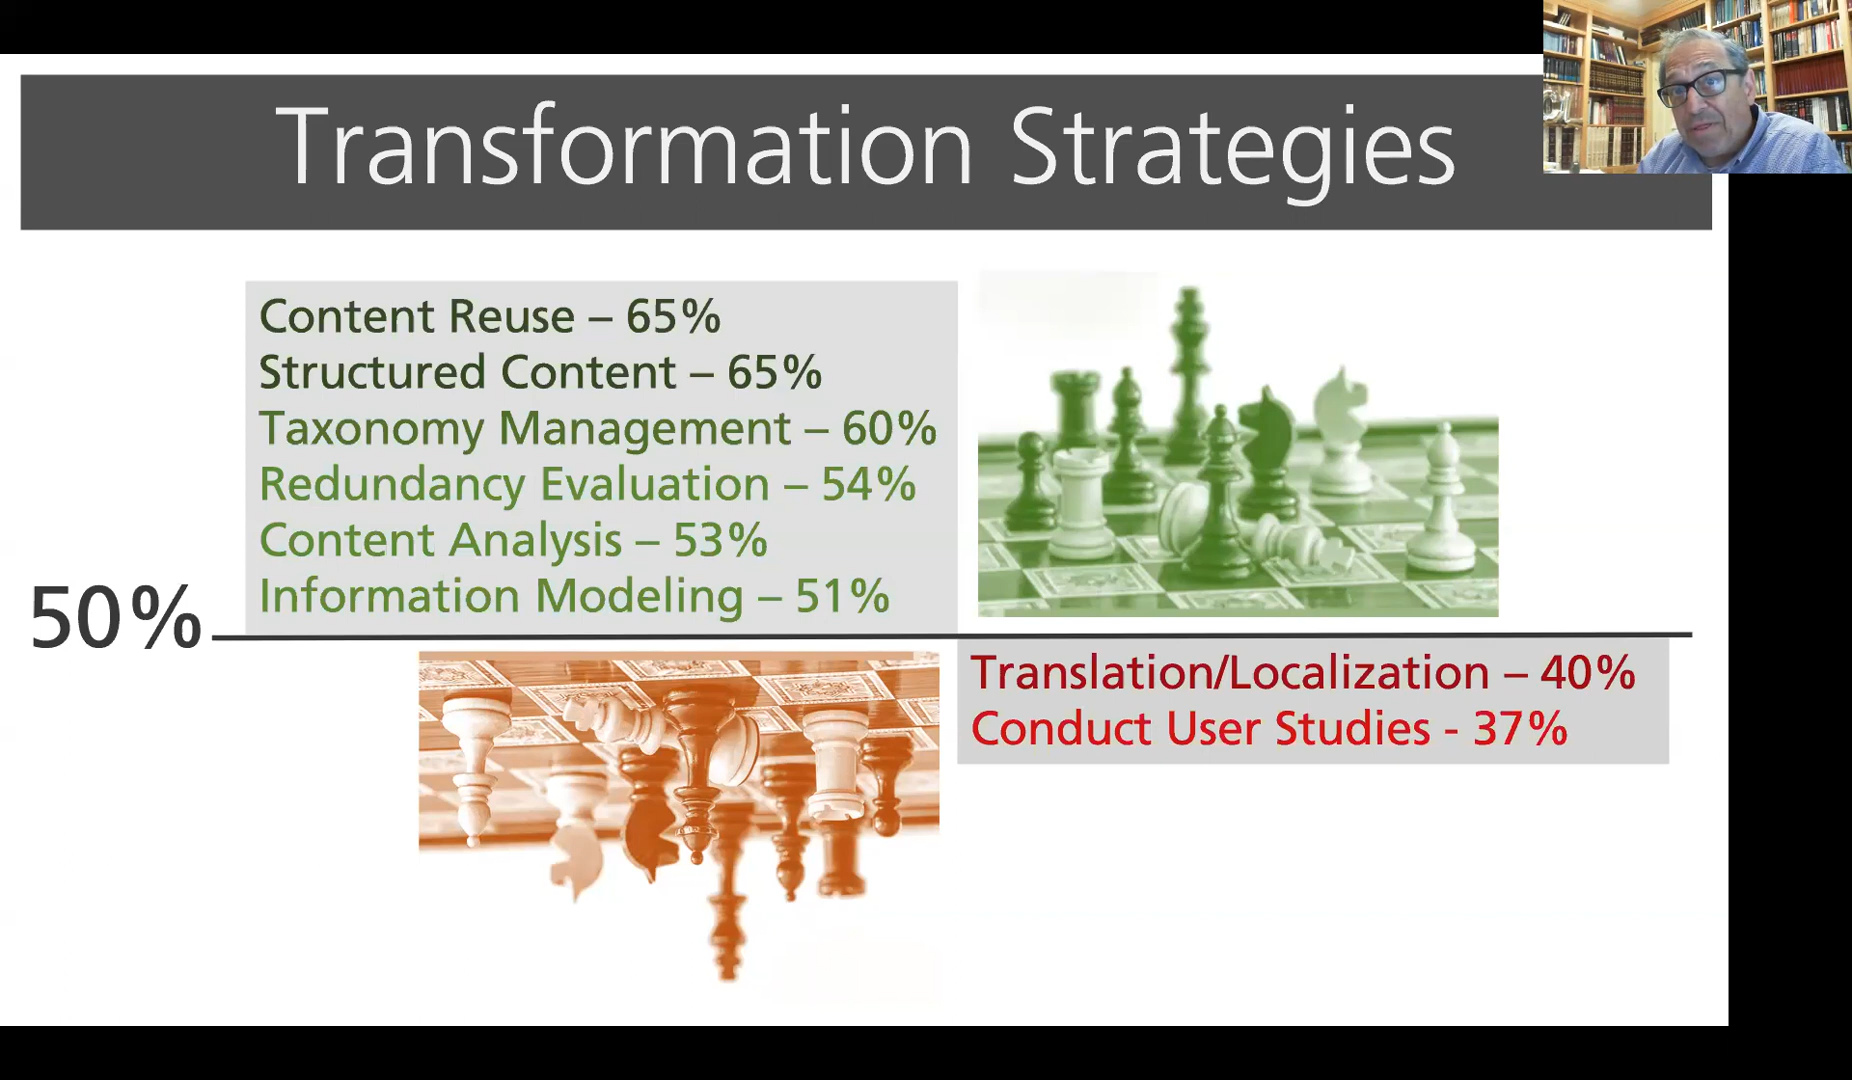 Transformation Strategies
Content Reuse – 65%
Structured Content – 65%
Taxonomy Management – 60%
Redundancy Evaluation – 54%
Content Analysis – 53%
Information Modeling – 51%
50%
Translation/Localization – 40%
Conduct User Studies - 37%